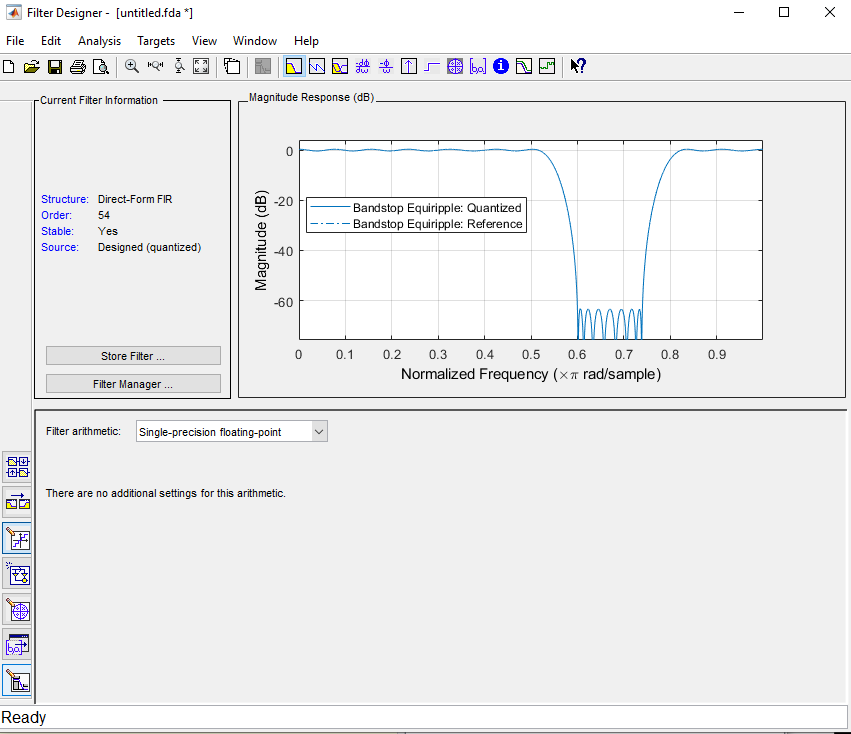 Filter Designer - [untitled.fda *]
File Edit Analysis Targets View Window Help
Current Filter Information
Structure: Direct-Form FIR
Order: 54
Stable: Yes
Source: Designed (quantized)
Store Filter ...
Filter Manager ...
Magnitude Response (dB)
0
-20
-40
-60
Magnitude (dB)
Bandstop Equiripple: Quantized
Bandstop Equiripple: Reference
0 0.1 0.2 0.3 0.4 0.5 0.6 0.7 0.8 0.9
Normalized Frequency (×π rad/sample)
Filter arithmetic: Single-precision floating-point
There are no additional settings for this arithmetic.
Ready